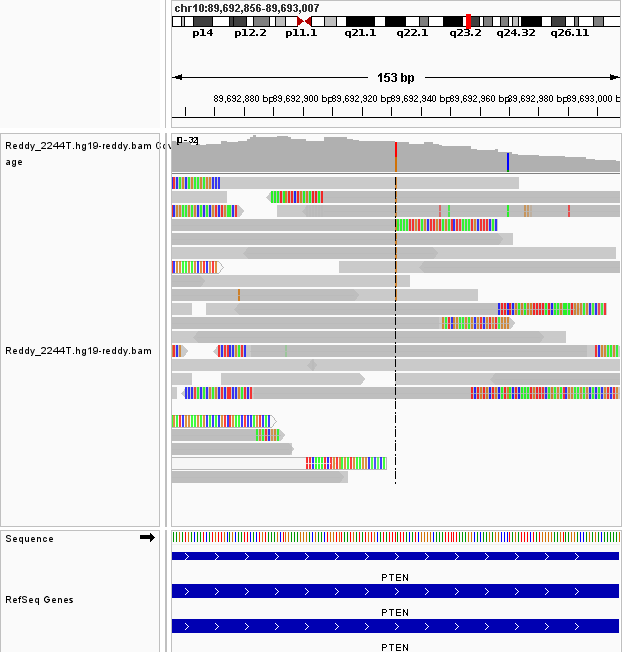 chr10:89,692,856-89,693,007
p14 p12.2 p11.1 q21.1 q22.1 q23.2 q24.32 q26.11
153 bp
89,692,880 bp 89,692,900 bp 89,692,920 bp 89,692,940 bp 89,692,960 bp 89,692,980 bp 89,693,000 b
Reddy_2244T.hg19-reddy.bam Cov
age
[0-32]
Reddy_2244T.hg19-reddy.bam
Sequence
PTEN
RefSeq Genes
PTEN
PTEN